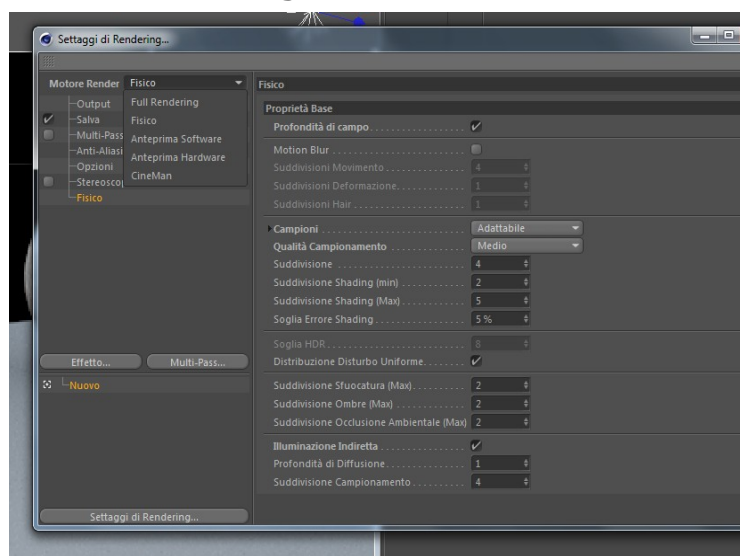 Settaggi di Rendering...
Motore Render Fisico
Output
Salva
Multi-Pass
Anti-Aliasi
Opzioni
Stereoscop
Fisico
Full Rendering
Fisico
Anteprima Software
Anteprima Hardware
CineMan
Effetto... Multi-Pass...
Nuovo
Settaggi di Rendering...
Fisico
Proprietà Base
Profondità di campo
Motion Blur
Suddivisioni Movimento 4
Suddivisioni Deformazione 1
Suddivisioni Hair 1
Campioni Adattabile
Qualità Campionamento Medio
Suddivisione 4
Suddivisione Shading (min) 2
Suddivisione Shading (Max) 5
Soglia Errore Shading 5 %
Soglia HDR 8
Distribuzione Disturbo Uniforme
Suddivisione Sfuocatura (Max) 2
Suddivisione Ombre (Max) 2
Suddivisione Occlusione Ambientale (Max) 2
Illuminazione Indiretta
Profondità di Diffusione 1
Suddivisione Campionamento 4